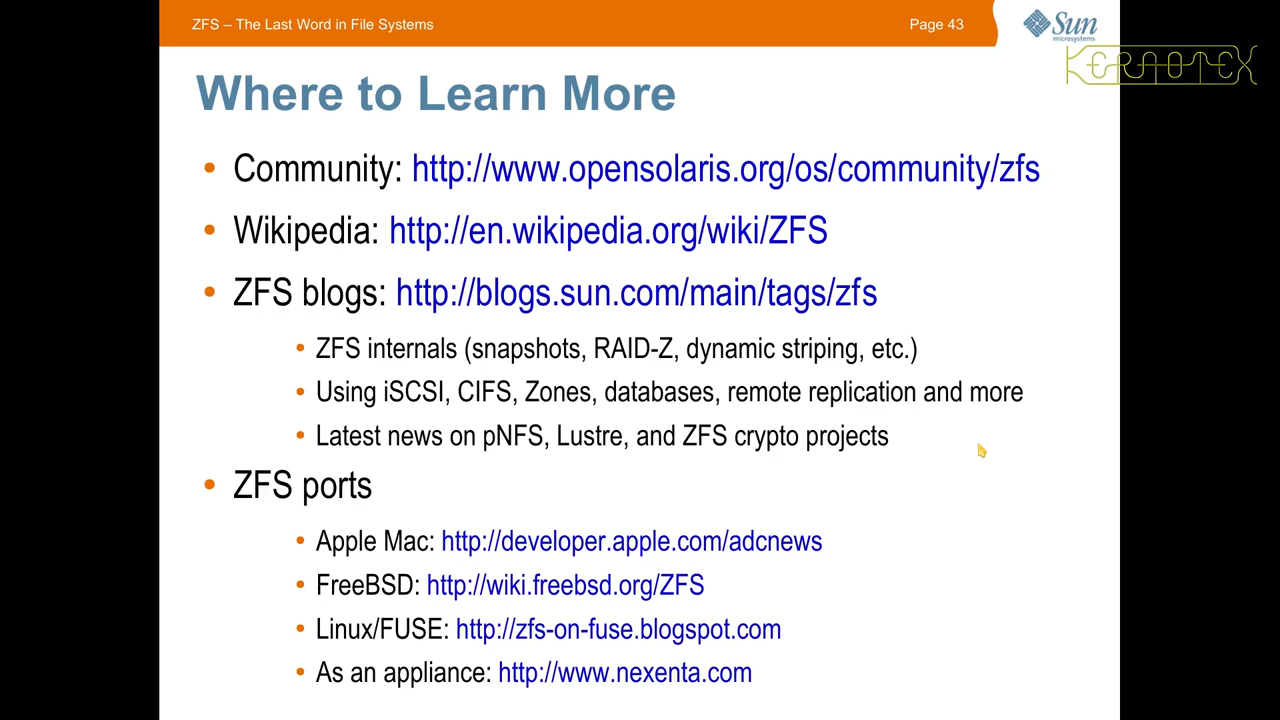 ZFS – The Last Word in File Systems
Page 43
Sun
microsystems
KERNOTEX
Where to Learn More
• Community: http://www.opensolaris.org/os/community/zfs
• Wikipedia: http://en.wikipedia.org/wiki/ZFS
• ZFS blogs: http://blogs.sun.com/main/tags/zfs
• ZFS internals (snapshots, RAID-Z, dynamic striping, etc.)
• Using iSCSI, CIFS, Zones, databases, remote replication and more
• Latest news on pNFS, Lustre, and ZFS crypto projects
• ZFS ports
• Apple Mac: http://developer.apple.com/adcnews
• FreeBSD: http://wiki.freebsd.org/ZFS
• Linux/FUSE: http://zfs-on-fuse.blogspot.com
• As an appliance: http://www.nexenta.com